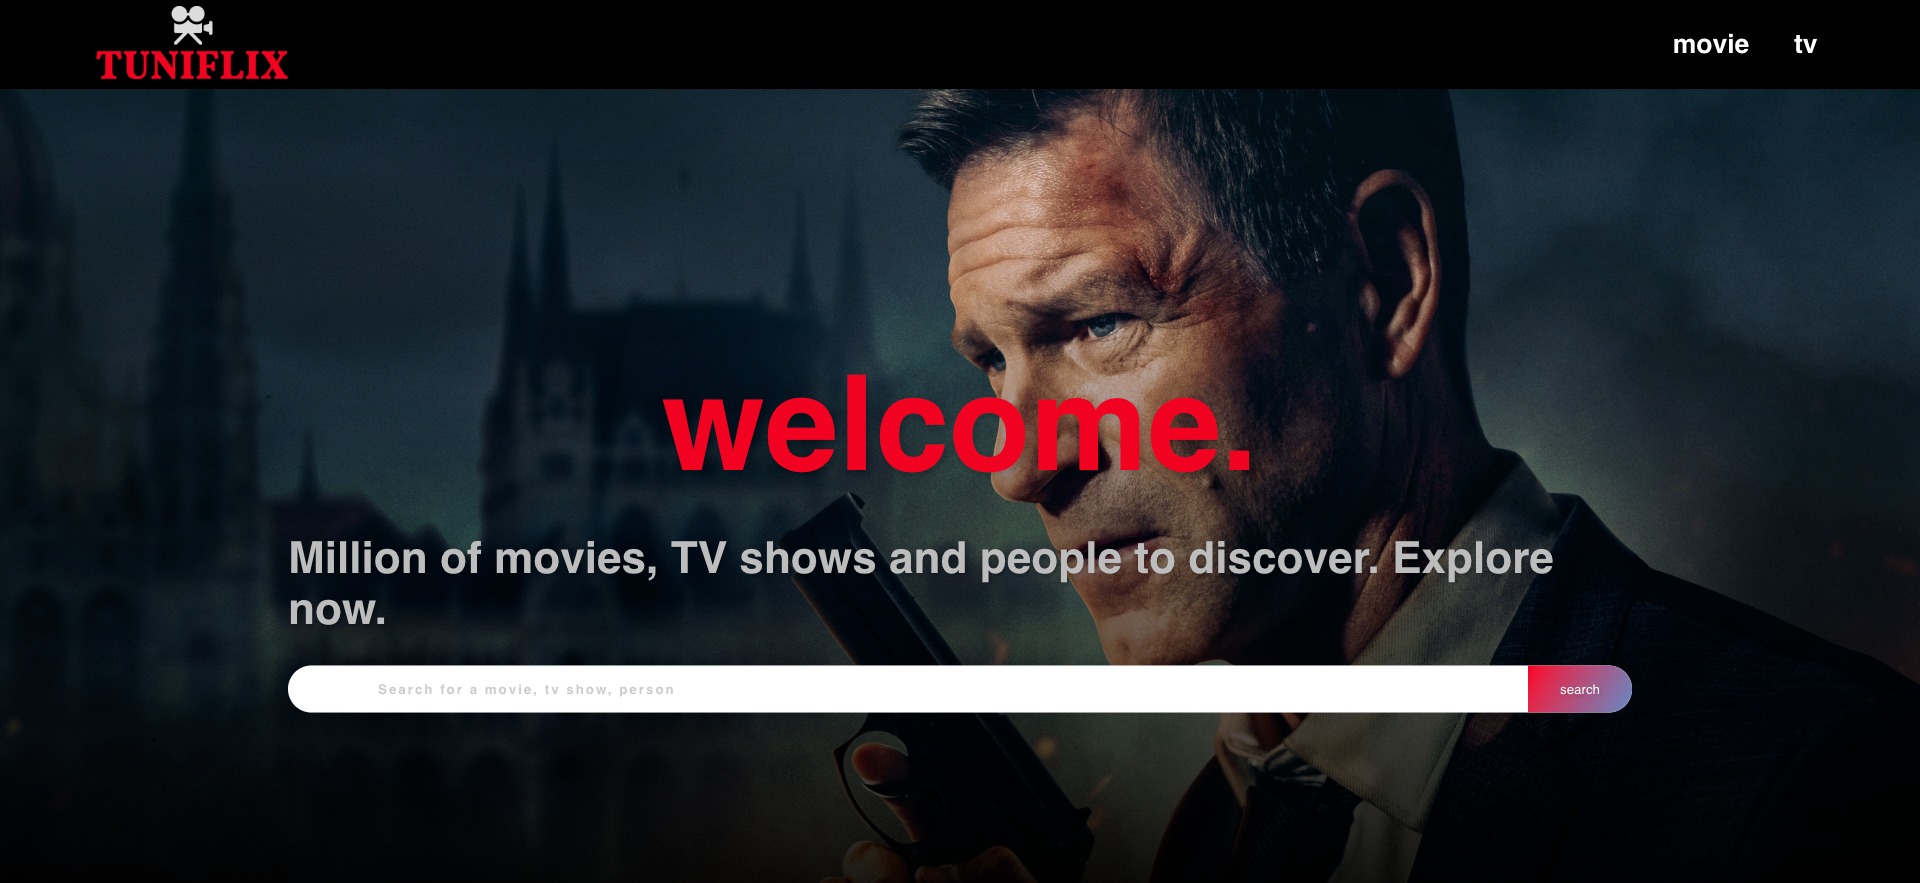 TUNIFLIX
movie tv
welcome.
Million of movies, TV shows and people to discover. Explore
now.
Search for a movie, tv show, person
search